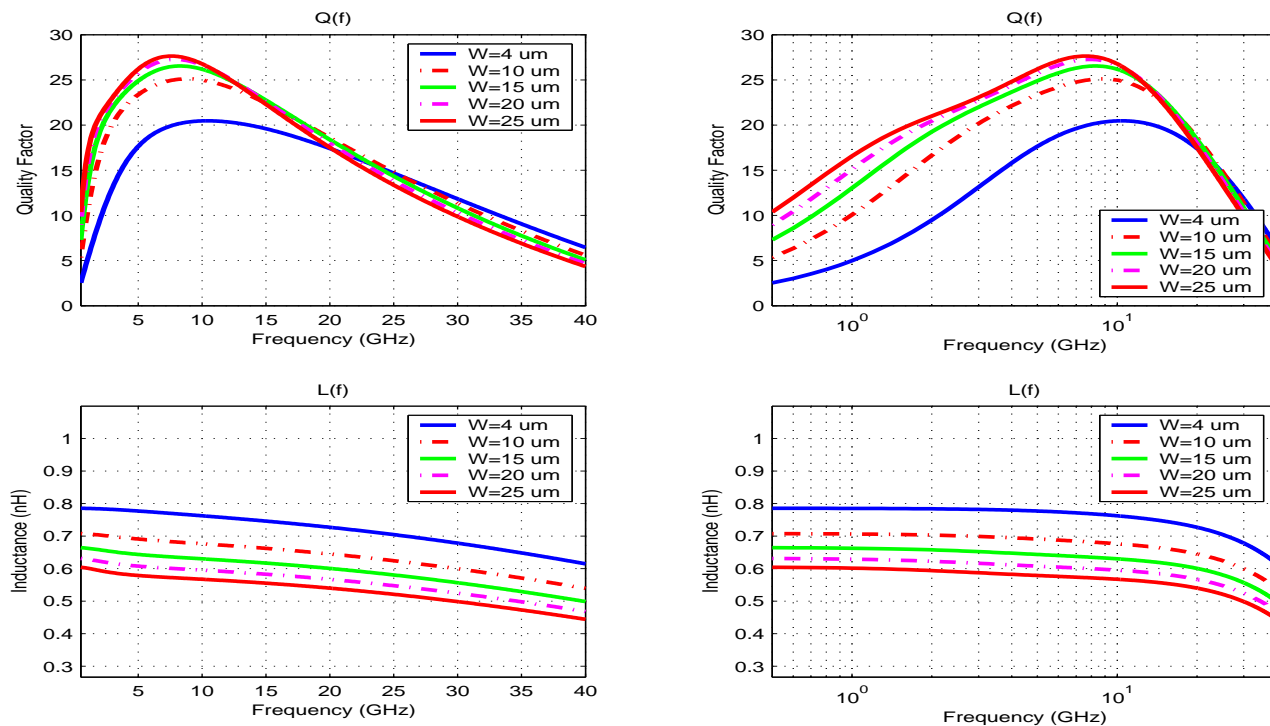 Q(f)
30
25
20
15
10
5
0
Quality Factor
W=4 um
W=10 um
W=15 um
W=20 um
W=25 um
5 10 15 20 25 30 35 40
Frequency (GHz)
Q(f)
30
25
20
15
10
5
0
Quality Factor
W=4 um
W=10 um
W=15 um
W=20 um
W=25 um
10^0 10^1
Frequency (GHz)
L(f)
1
0.9
0.8
0.7
0.6
0.5
0.4
0.3
Inductance (nH)
W=4 um
W=10 um
W=15 um
W=20 um
W=25 um
5 10 15 20 25 30 35 40
Frequency (GHz)
L(f)
1
0.9
0.8
0.7
0.6
0.5
0.4
0.3
Inductance (nH)
W=4 um
W=10 um
W=15 um
W=20 um
W=25 um
10^0 10^1
Frequency (GHz)